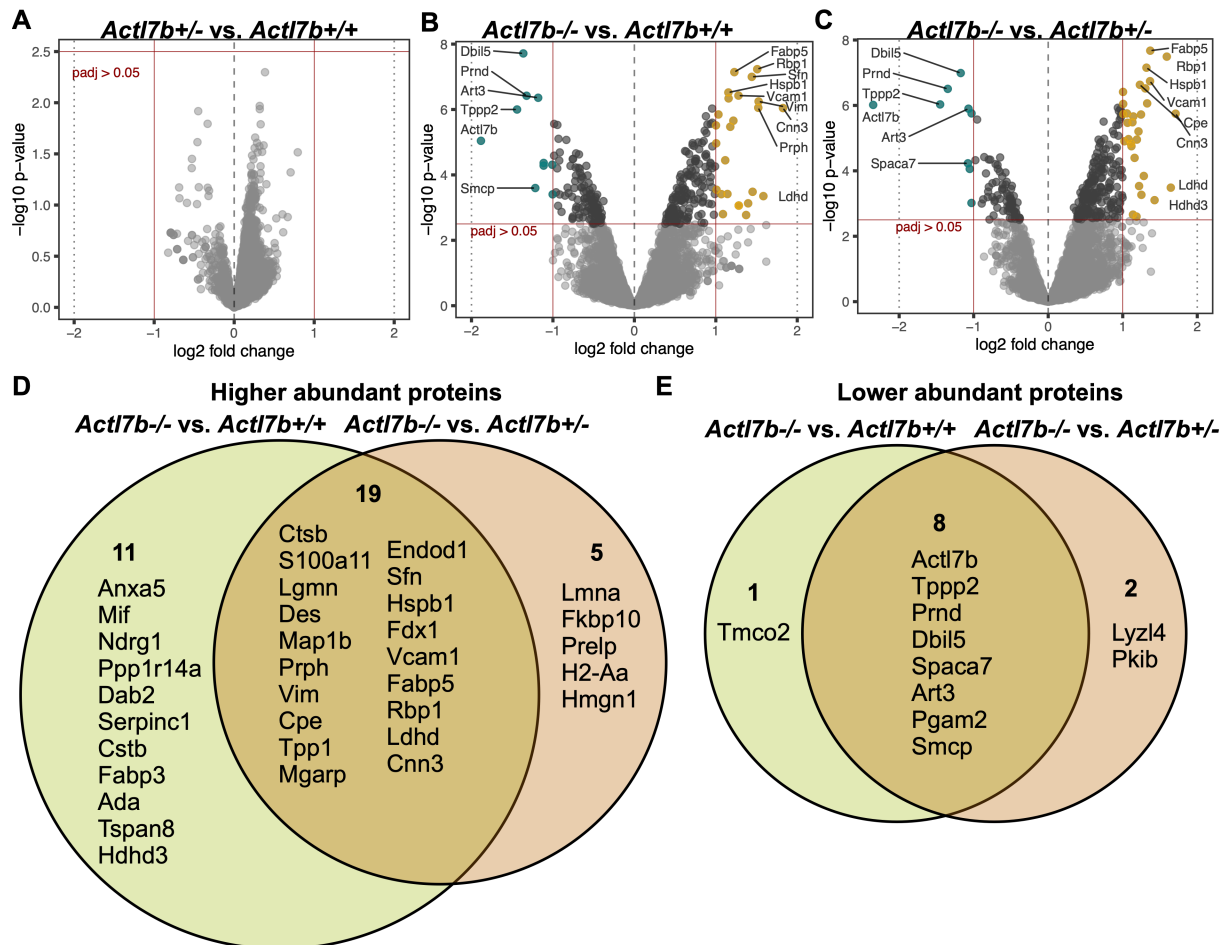 A
Actl7b+/- vs. Actl7b+/+
−log10 p−value
2.5
2.0
1.5
1.0
0.5
0.0
padj > 0.05
−2
−1
0
1
2
log2 fold change
B
Actl7b-/- vs. Actl7b+/+
−log10 p−value
8
6
4
2
0
Dbil5
Prnd
Art3
Tppp2
Actl7b
Smcp
Fabp5
Rbp1
Sfn
Hspb1
Vcam1
Vim
Cnn3
Prph
Ldhd
padj > 0.05
−2
−1
0
1
2
log2 fold change
C
Actl7b-/- vs. Actl7b+/-
−log10 p−value
8
6
4
2
0
Dbil5
Prnd
Tppp2
Actl7b
Art3
Spaca7
Fabp5
Rbp1
Hspb1
Vcam1
Cpe
Cnn3
Ldhd
Hdhd3
padj > 0.05
−2
−1
0
1
2
log2 fold change
D
Higher abundant proteins
Actl7b-/- vs. Actl7b+/+
Actl7b-/- vs. Actl7b+/-
11
Anxa5
Mif
Ndrg1
Ppp1r14a
Dab2
Serpinc1
Cstb
Fabp3
Ada
Tspan8
Hdhd3
19
Ctsb
S100a11
Lgmn
Des
Map1b
Prph
Vim
Cpe
Tpp1
Mgarp
Endod1
Sfn
Hspb1
Fdx1
Vcam1
Fabp5
Rbp1
Ldhd
Cnn3
5
Lmna
Fkbp10
Prelp
H2-Aa
Hmgn1
E
Lower abundant proteins
Actl7b-/- vs. Actl7b+/+
Actl7b-/- vs. Actl7b+/-
1
Tmco2
8
Actl7b
Tppp2
Prnd
Dbil5
Spaca7
Art3
Pgam2
Smcp
2
Lyzl4
Pkib